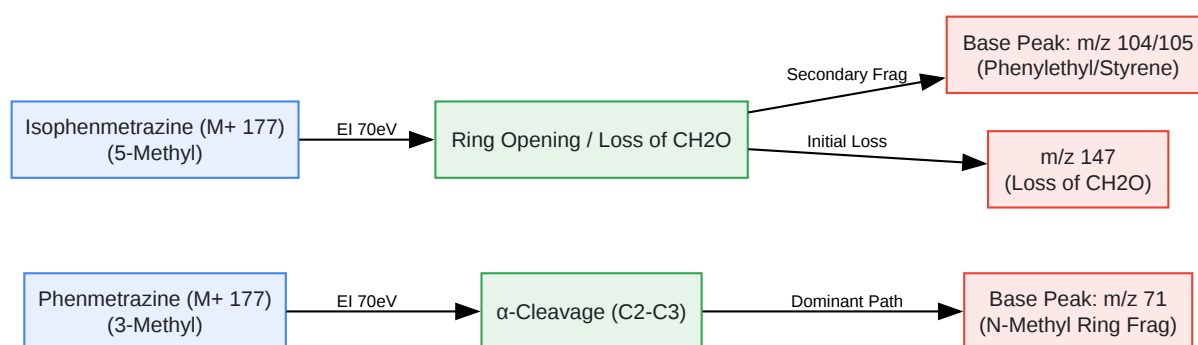 Isophenmetrazine (M+ 177)
(5-Methyl)
EI 70eV
Ring Opening / Loss of CH2O
Secondary Frag
Base Peak: m/z 104/105
(Phenylethyl/Styrene)
Initial Loss
m/z 147
(Loss of CH2O)
Phenmetrazine (M+ 177)
(3-Methyl)
EI 70eV
α-Cleavage (C2-C3)
Dominant Path
Base Peak: m/z 71
(N-Methyl Ring Frag)